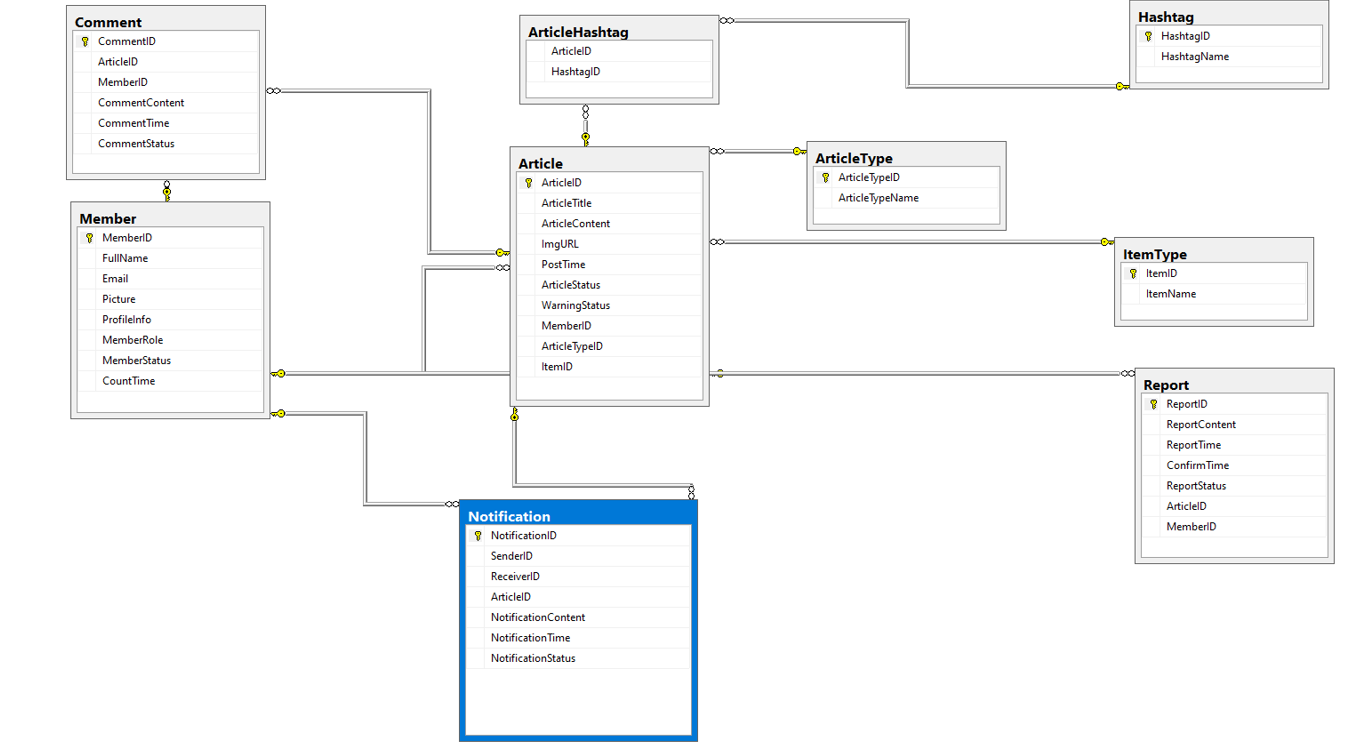 Comment
CommentID
ArticleID
MemberID
CommentContent
CommentTime
CommentStatus
Member
MemberID
FullName
Email
Picture
ProfileInfo
MemberRole
MemberStatus
CountTime
ArticleHashtag
ArticleID
HashtagID
Hashtag
HashtagID
HashtagName
Article
ArticleID
ArticleTitle
ArticleContent
ImgURL
PostTime
ArticleStatus
WarningStatus
MemberID
ArticleTypeID
ItemID
ArticleType
ArticleTypeID
ArticleTypeName
ItemType
ItemID
ItemName
Report
ReportID
ReportContent
ReportTime
ConfirmTime
ReportStatus
ArticleID
MemberID
Notification
NotificationID
SenderID
ReceiverID
ArticleID
NotificationContent
NotificationTime
NotificationStatus